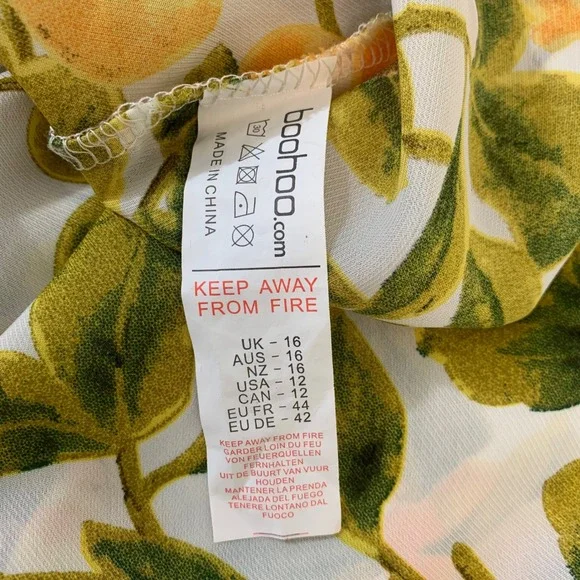 boohoo.com
30
MADE IN CHINA
KEEP AWAY
FROM FIRE
UK - 16
AUS - 16
NZ - 16
USA - 12
CAN - 12
EU FR - 44
EU DE - 42
KEEP AWAY FROM FIRE
GARDER LOIN DU FEU
VON FEUERQUELLEN
FERNHALTEN
UIT DE BUURT VAN VUUR
HOUDEN
MANTENER LA PRENDA
ALEJADA DEL FUEGO
TENERE LONTANO DAL
FUOCO